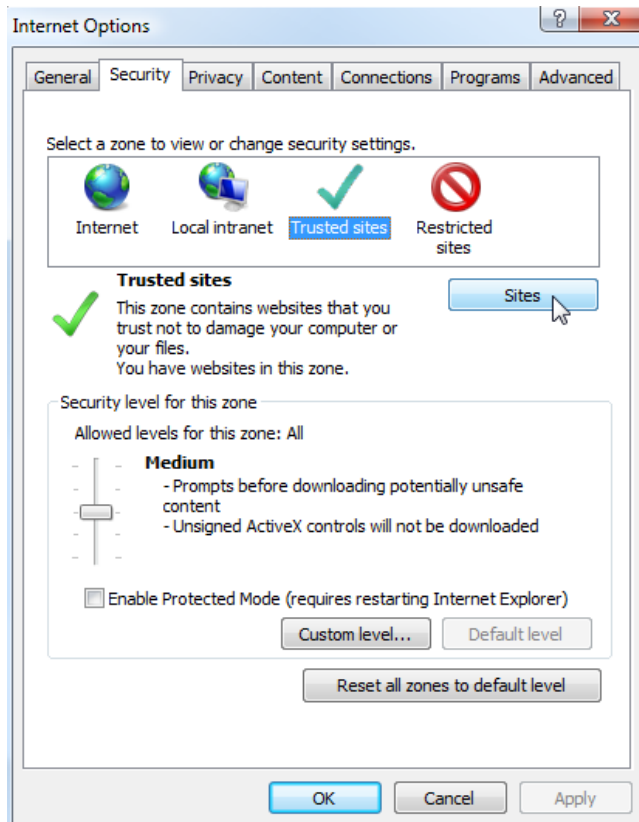 Internet Options
General Security Privacy Content Connections Programs Advanced
Select a zone to view or change security settings.
Internet Local intranet Trusted sites Restricted
sites
Trusted sites
Sites
This zone contains websites that you
trust not to damage your computer or
your files.
You have websites in this zone.
Security level for this zone
Allowed levels for this zone: All
Medium
- Prompts before downloading potentially unsafe
content
- Unsigned ActiveX controls will not be downloaded
Enable Protected Mode (requires restarting Internet Explorer)
Custom level... Default level
Reset all zones to default level
OK Cancel Apply